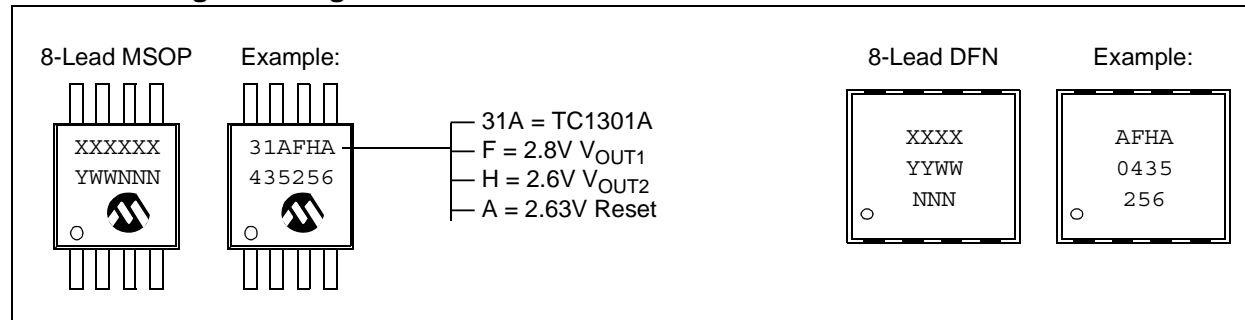 8-Lead MSOP
Example:
XXXXXX
YWWNNN
31AFHA
435256
31A = TC1301A
F = 2.8V VOUT1
H = 2.6V VOUT2
A = 2.63V Reset
8-Lead DFN
Example:
XXXX
YYWW
NNN
AFHA
0435
256